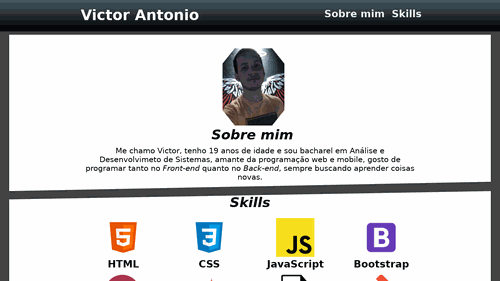 Victor Antonio
Sobre mim Skills
Sobre mim
Me chamo Victor, tenho 19 anos de idade e sou bacharel em Análise e
Desenvolvimeto de Sistemas, amante da programação web e mobile, gosto de
programar tanto no Front-end quanto no Back-end, sempre buscando aprender coisas
novas.
Skills
5
3
JS
B
HTML
CSS
JavaScript
Bootstrap